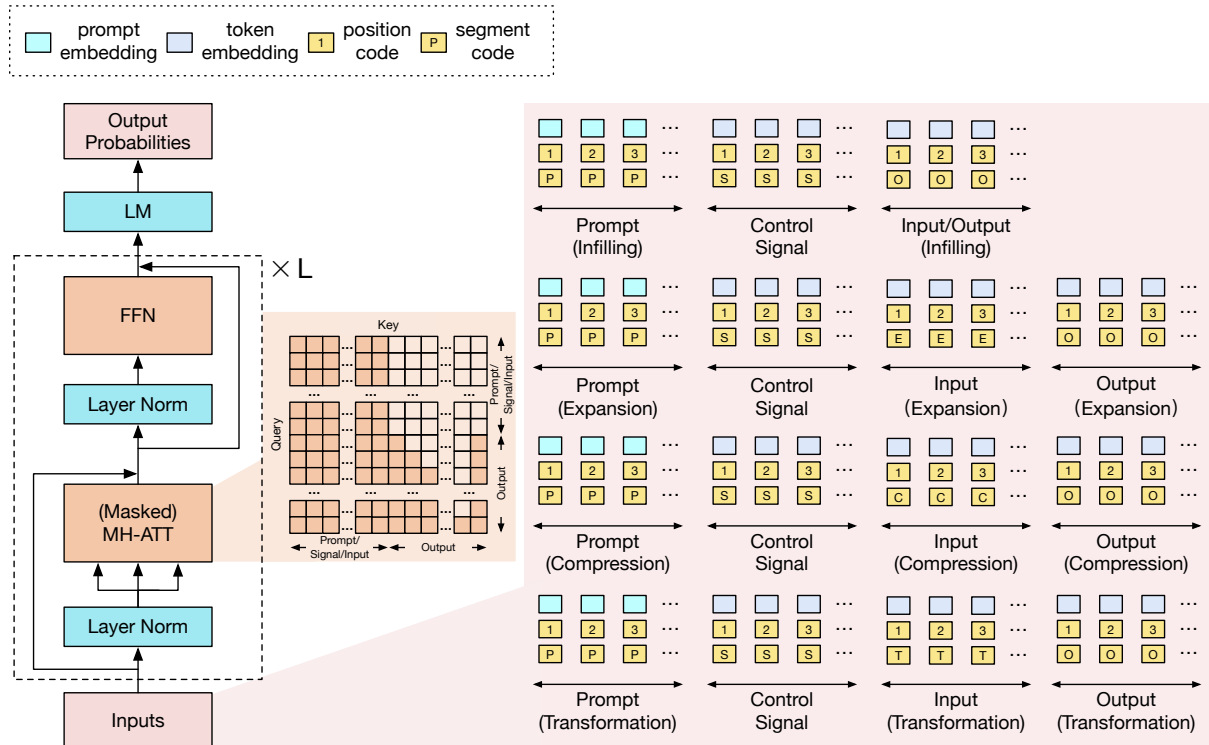 prompt embedding
token embedding
1 position code
P segment code
Output Probabilities
LM
× L
FFN
Layer Norm
(Masked) MH-ATT
Layer Norm
Inputs
Key
Query
... ...
... ...
... ...
... ... ...
... ...
... ...
... ...
... ... ...
... ...
Prompt/ Signal/Input
Output
Prompt/ Signal/Input
Output
... ... ...
1 2 3 ... 1 2 3 ... 1 2 3 ...
P P P ... S S S ... O O O ...
Prompt (Infilling)
Control Signal
Input/Output (Infilling)
... ... ... ...
1 2 3 ... 1 2 3 ... 1 2 3 ... 1 2 3 ...
P P P ... S S S ... E E E ... O O O ...
Prompt (Expansion)
Control Signal
Input (Expansion)
Output (Expansion)
... ... ... ...
1 2 3 ... 1 2 3 ... 1 2 3 ... 1 2 3 ...
P P P ... S S S ... C C C ... O O O ...
Prompt (Compression)
Control Signal
Input (Compression)
Output (Compression)
... ... ... ...
1 2 3 ... 1 2 3 ... 1 2 3 ... 1 2 3 ...
P P P ... S S S ... T T T ... O O O ...
Prompt (Transformation)
Control Signal
Input (Transformation)
Output (Transformation)